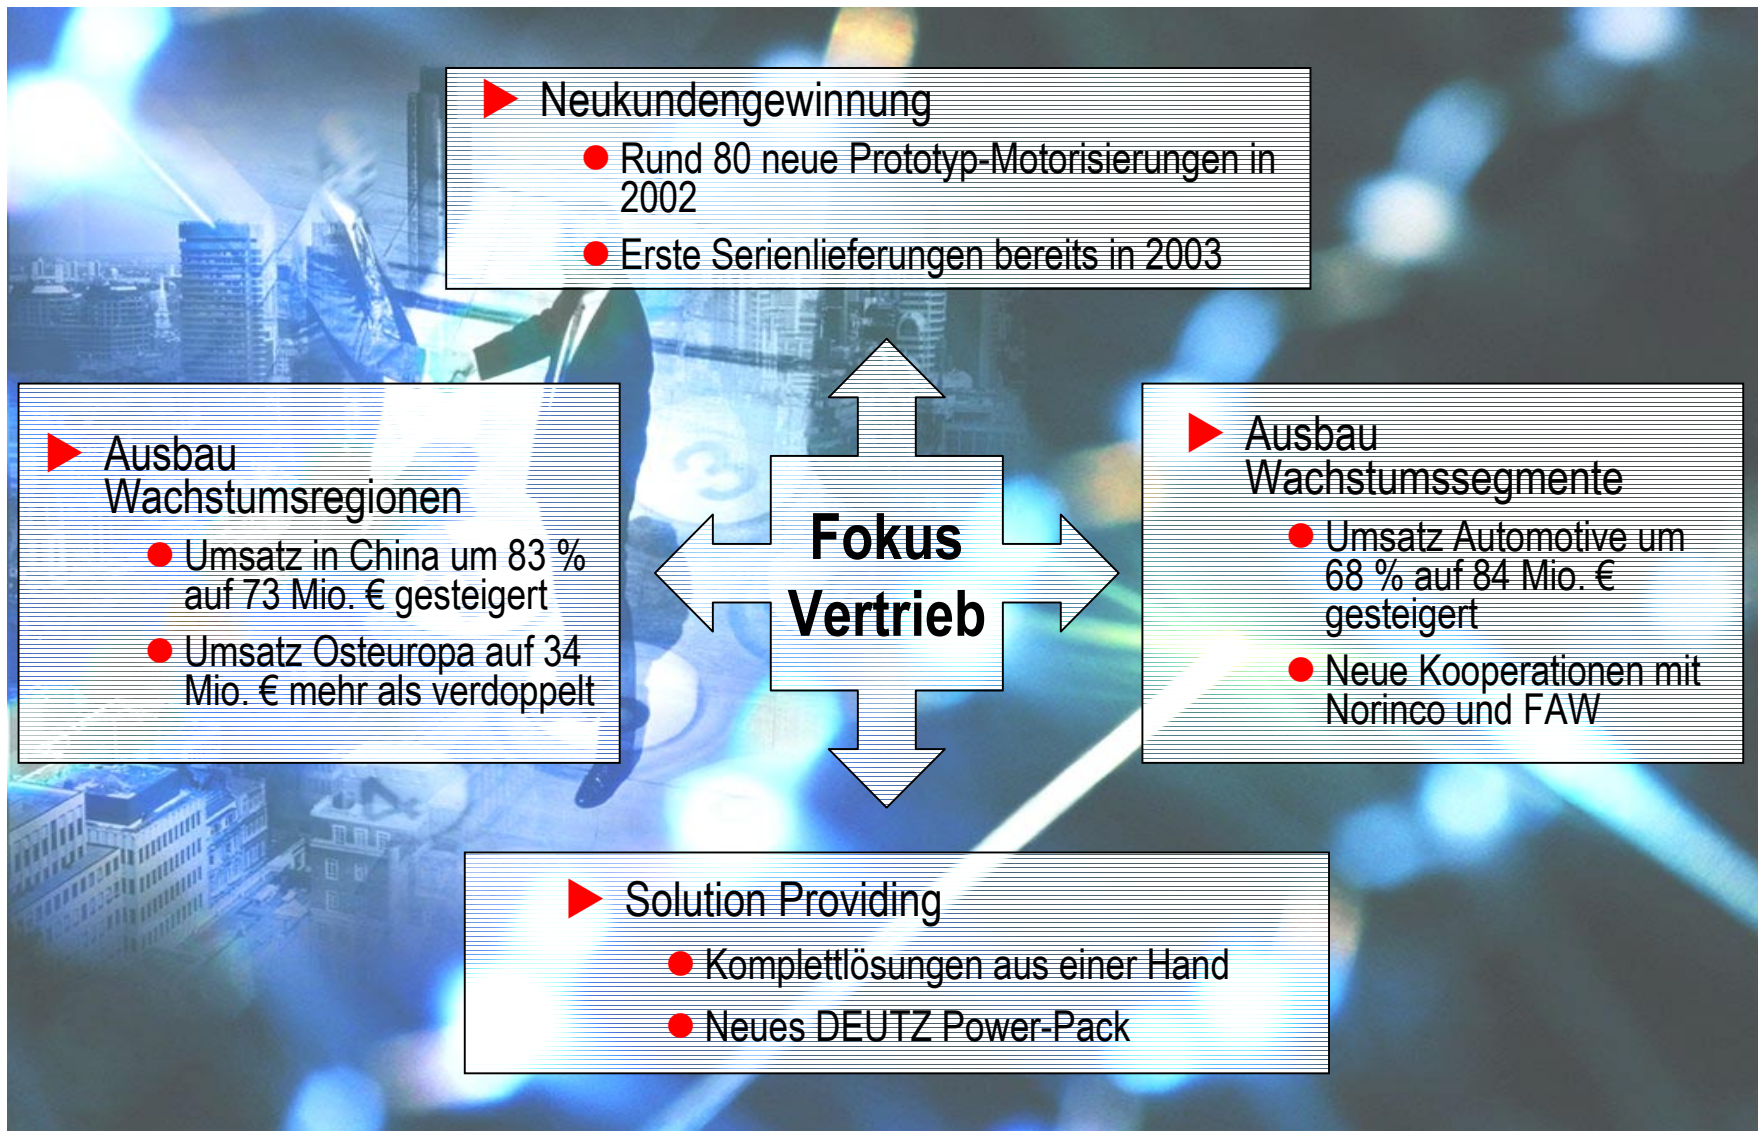 Neukundengewinnung
Rund 80 neue Prototyp-Motorisierungen in
2002
Erste Serienlieferungen bereits in 2003
Ausbau
Wachstumsregionen
Umsatz in China um 83 %
auf 73 Mio. € gesteigert
Umsatz Osteuropa auf 34
Mio. € mehr als verdoppelt
Fokus
Vertrieb
Ausbau
Wachstumssegmente
Umsatz Automotive um
68 % auf 84 Mio. €
gesteigert
Neue Kooperationen mit
Norinco und FAW
Solution Providing
Komplettlösungen aus einer Hand
Neues DEUTZ Power-Pack